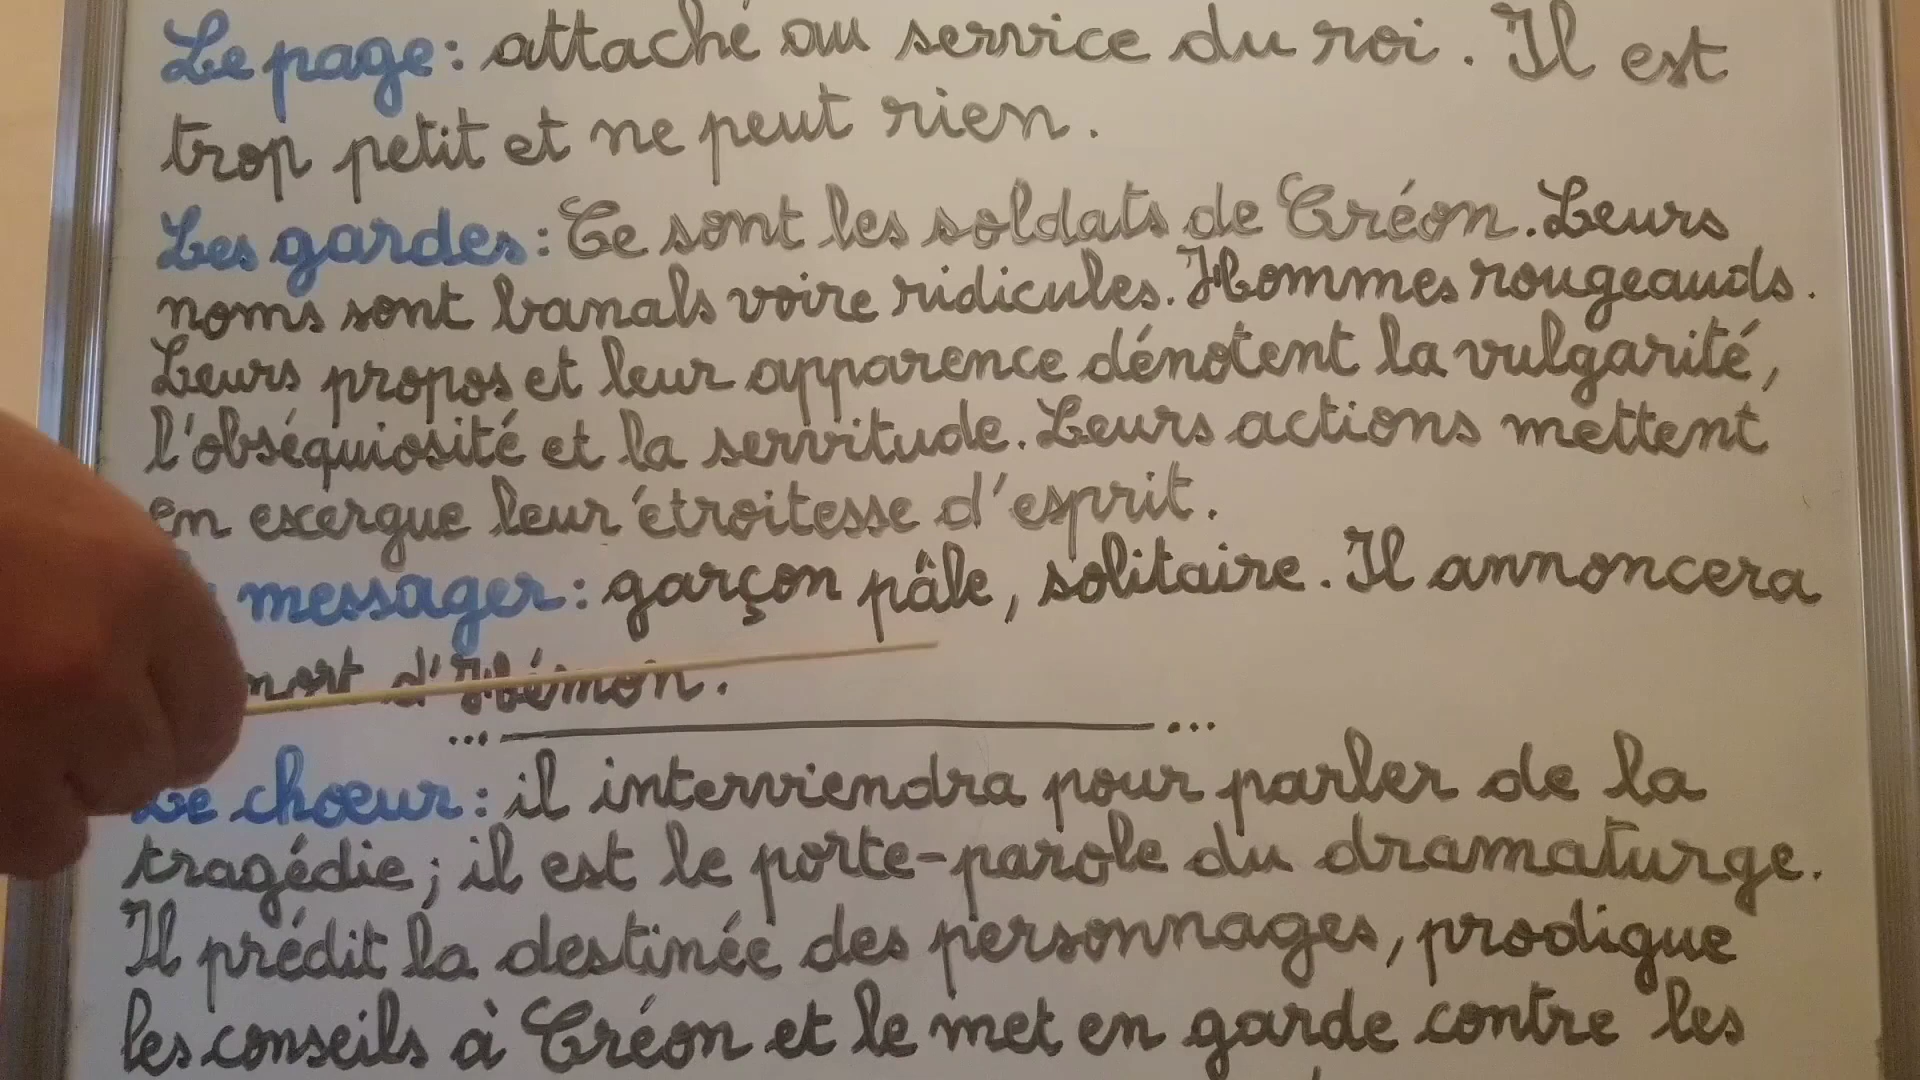 Le page : attaché au service du roi. Il est
trop petit et ne peut rien.
Les gardes : Ce sont les soldats de Créon. Leurs
noms sont banals voire ridicules. Hommes rougeauds.
Leurs propos et leur apparence dénotent la vulgarité,
l'obséquiosité et la servitude. Leurs actions mettent
en exergue leur étroitesse d'esprit.
messager : garçon pâle, solitaire. Il annoncera
mort d'Hémon.
... ...
Le chœur : il interviendra pour parler de la
tragédie ; il est le porte-parole du dramaturge.
Il prédit la destinée des personnages, prodigue
les conseils à Créon et le met en garde contre les